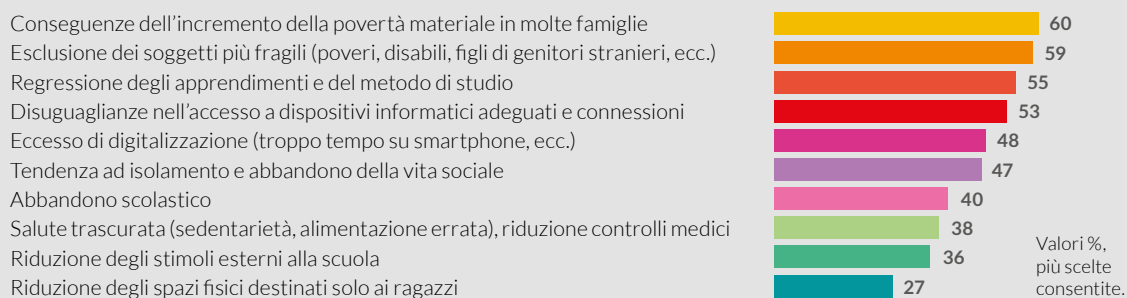 Conseguenze dell'incremento della povertà materiale in molte famiglie 60
Esclusione dei soggetti più fragili (poveri, disabili, figli di genitori stranieri, ecc.) 59
Regressione degli apprendimenti e del metodo di studio 55
Disuguaglianze nell'accesso a dispositivi informatici adeguati e connessioni 53
Eccesso di digitalizzazione (troppo tempo su smartphone, ecc.) 48
Tendenza ad isolamento e abbandono della vita sociale 47
Abbandono scolastico 40
Salute trascurata (sedentarietà, alimentazione errata), riduzione controlli medici 38
Riduzione degli stimoli esterni alla scuola 36
Riduzione degli spazi fisici destinati solo ai ragazzi 27
Valori %,
più scelte
consentite.